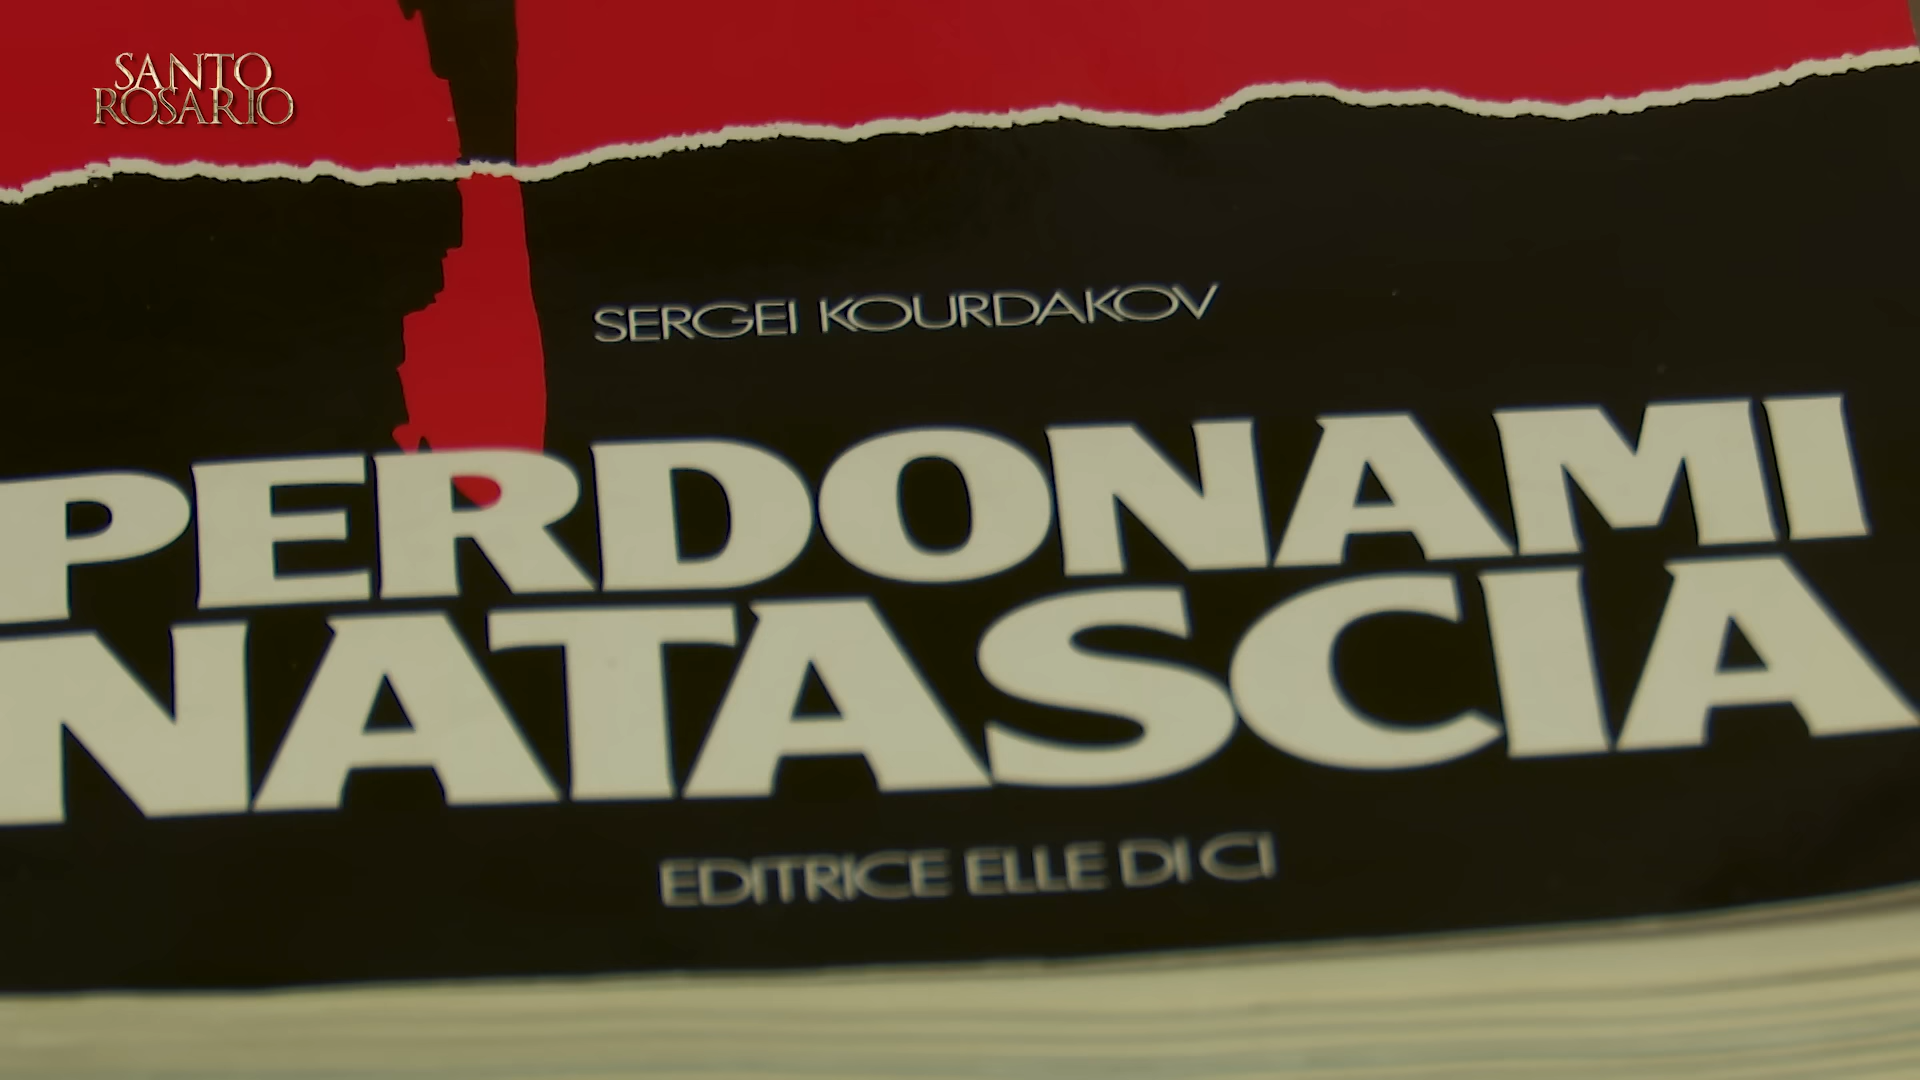 SANTO
ROSARIO
SERGEI KOURDAKOV
PERDONAMI
NATASCIA
EDITRICE ELLE DI CI